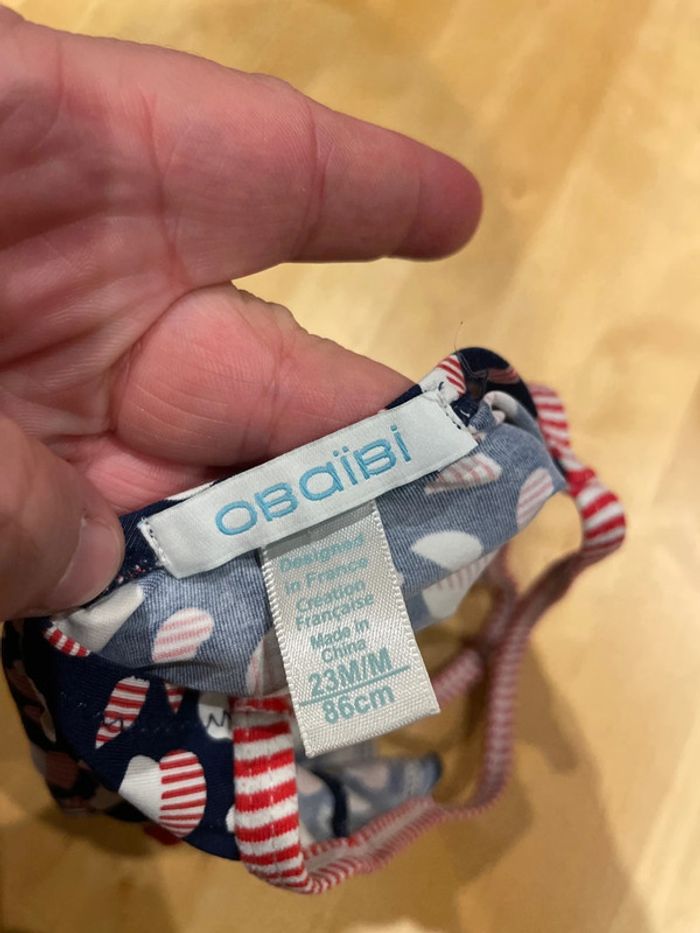 OBaïBi
Designed
in France
Création
Française
Made in
China
23M/M
86cm